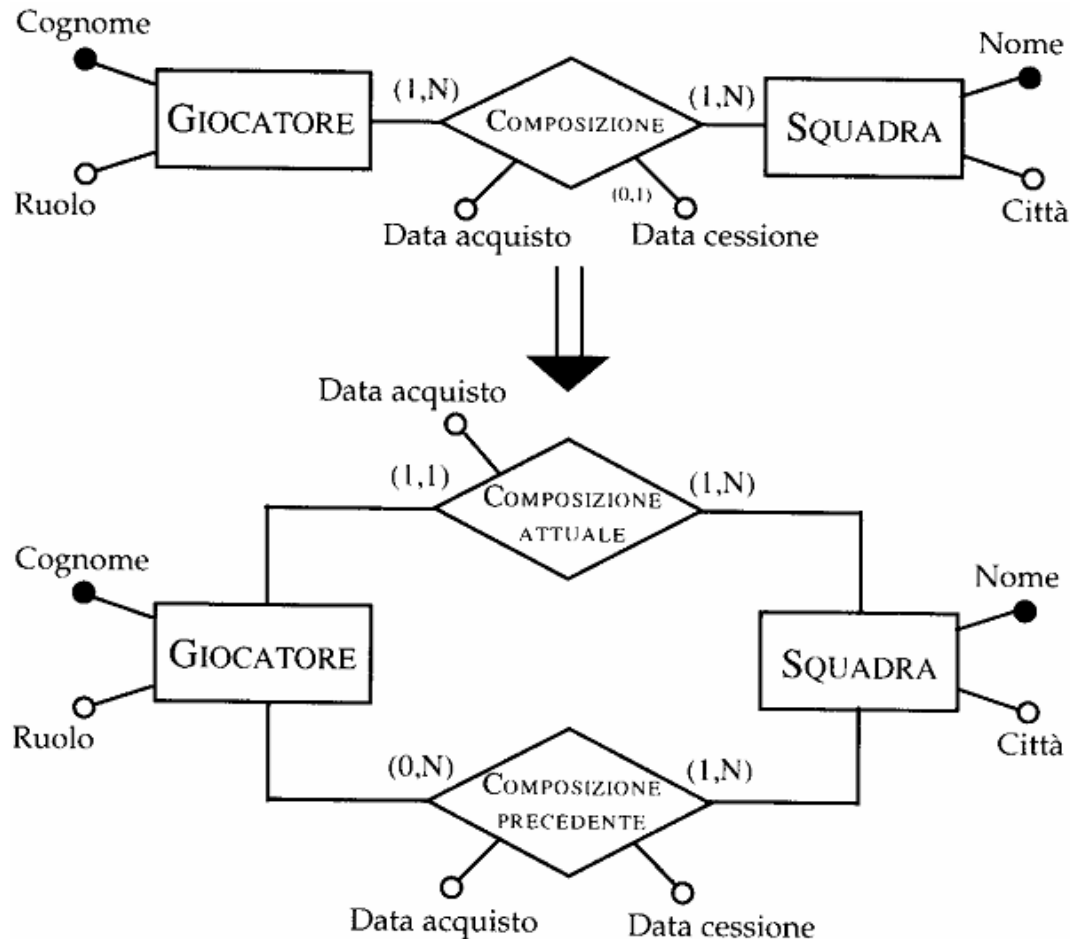 Cognome
Nome
(1,N)
(1,N)
GIOCATORE
COMPOSIZIONE
SQUADRA
Ruolo
(0,1)
Città
Data acquisto
Data cessione
Data acquisto
(1,1)
(1,N)
COMPOSIZIONE
ATTUALE
Cognome
Nome
GIOCATORE
SQUADRA
Ruolo
Città
(0,N)
(1,N)
COMPOSIZIONE
PRECEDENTE
Data acquisto
Data cessione